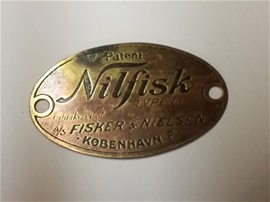 Patent
Nilfisk
TYPE
A/S FISKER & NIELSEN
KØBENHAVN F.